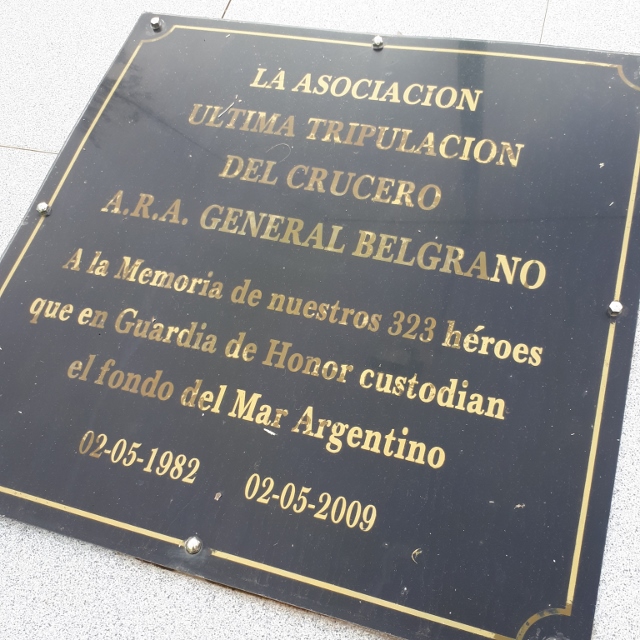 LA ASOCIACION
ULTIMA TRIPULACION
DEL CRUCERO
A.R.A. GENERAL BELGRANO
A la Memoria de nuestros 323 héroes
que en Guardia de Honor custodian
el fondo del Mar Argentino
02-05-1982 02-05-2009